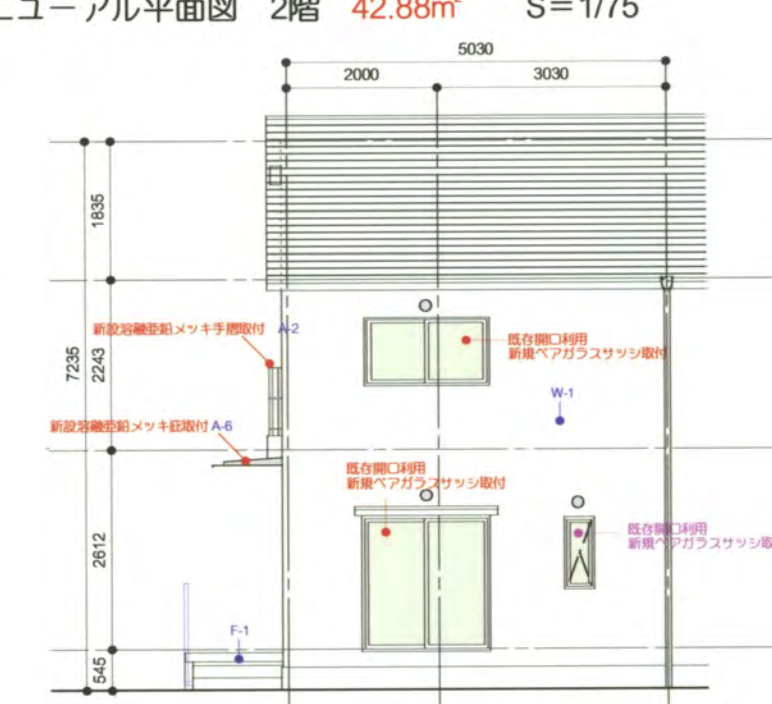 ニューアル平面図 2階 42.88㎡ S=1/75
5030
2000 3030
1835
7235
2243
2612
545
新設溶融亜鉛メッキ手摺取付 A-2
既存開口利用
新規ペアガラスサッシ取付
W-1
新設溶融亜鉛メッキ庇取付 A-6
既存開口利用
新規ペアガラスサッシ取付
既存開口利用
新規ペアガラスサッシ取
F-1